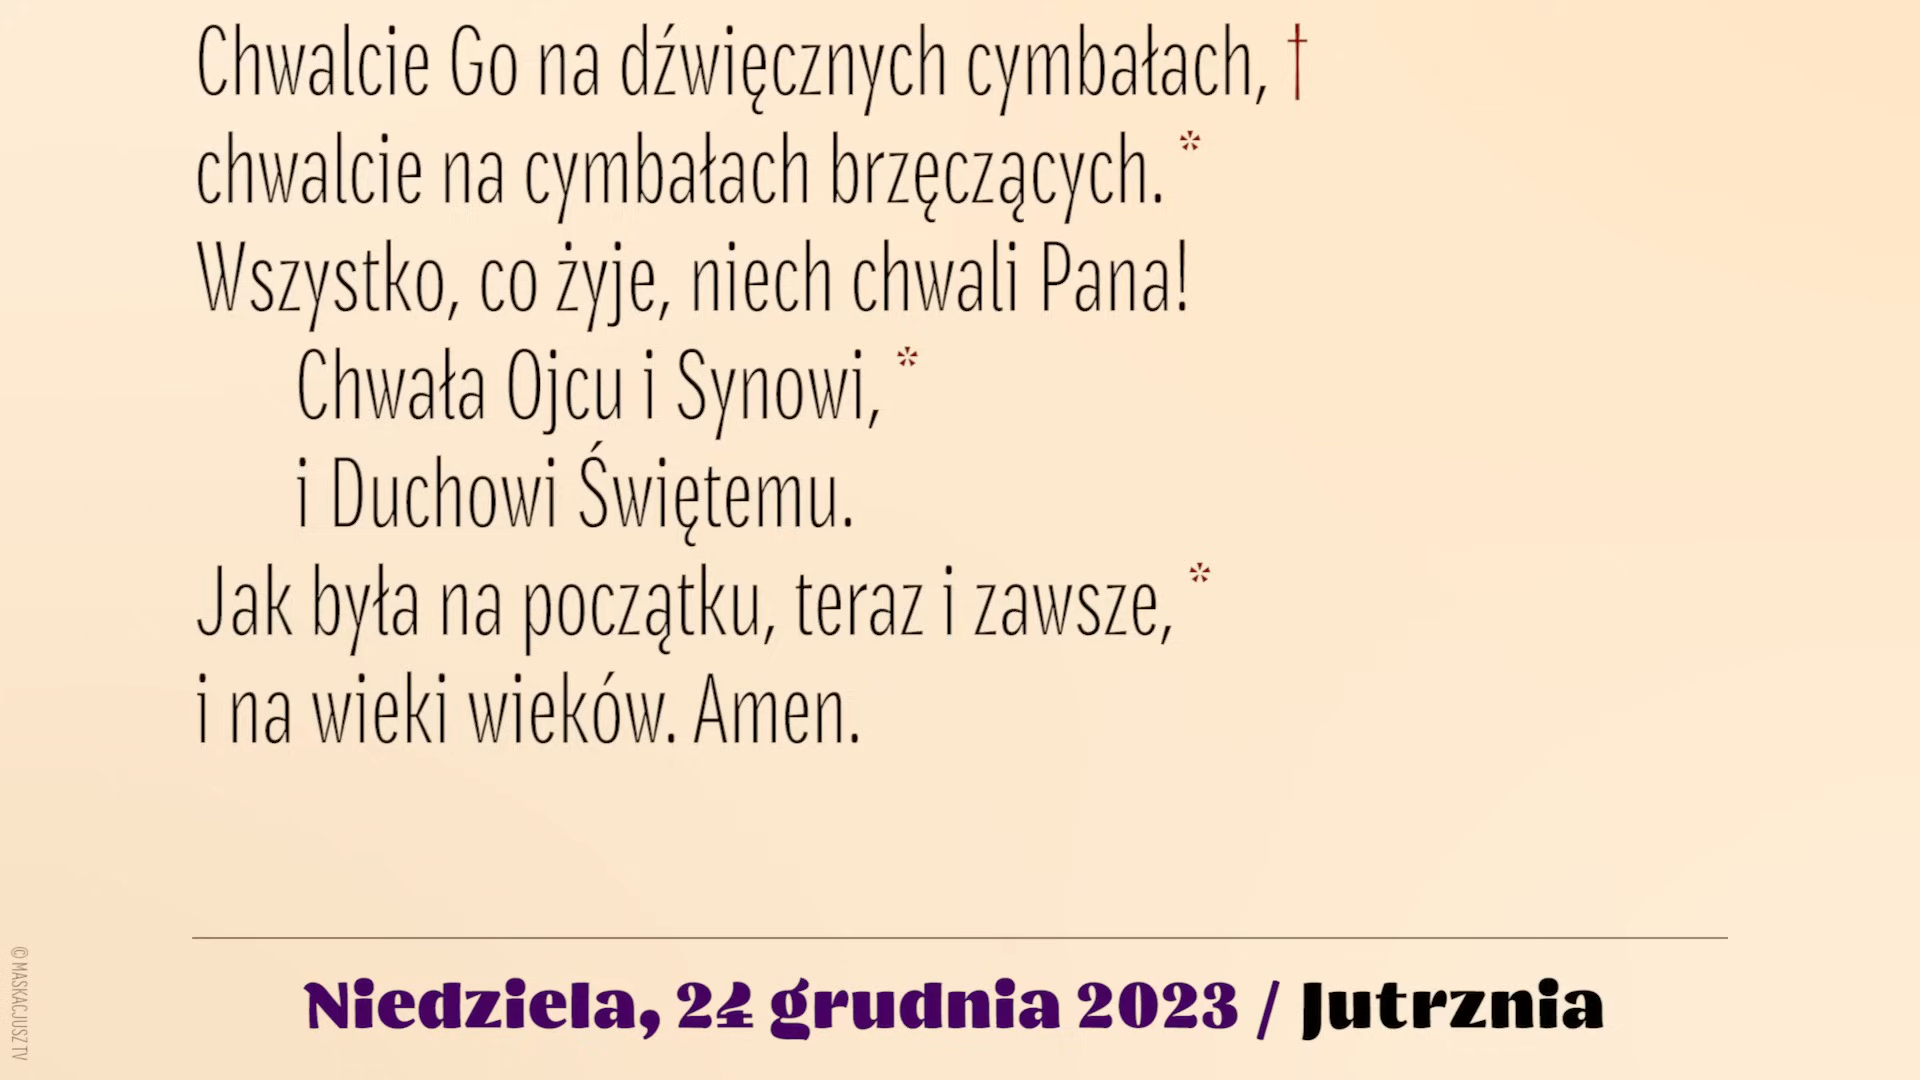 Chwalcie Go na dźwięcznych cymbałach, †
chwalcie na cymbałach brzęczących. *
Wszystko, co żyje, niech chwali Pana!
Chwała Ojcu i Synowi, *
i Duchowi Świętemu.
Jak była na początku, teraz i zawsze, *
i na wieki wieków. Amen.
Niedziela, 24 grudnia 2023 / Jutrznia
© MASKACJUSZ TV